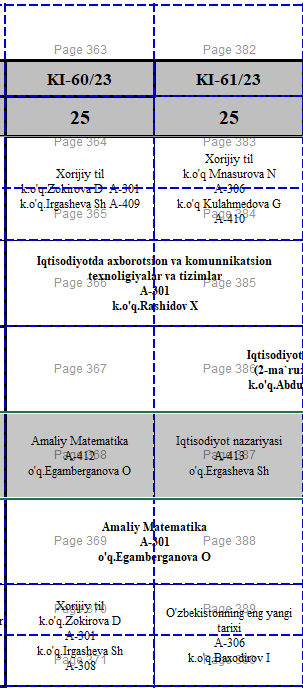 Page 363 Page 382
KI-60/23 KI-61/23
25 25
Page 364 Page 383
Xorijiy til
k.o'q.Zokirova D A-301
k.o'q.Irgasheva Sh A-409
Page 365
Xorijiy til
k.o'q Mnasurova N
A-306
k.o'q Kulahmedova G
A-410
Page 384
Iqtisodiyotda axborotsion va komunnikatsion
texnoligiyalar va tizimlar
A-301
k.o'q.Rashidov X
Page 366 Page 385
Page 367 Page 386
Iqtisodiyot
(2-ma`ru
k.o'q.Abdu
Amaliy Matematika
A-412
o'q.Egamberganova O
Page 368
Iqtisodiyot nazariyasi
A-413
o'q.Ergasheva Sh
Page 387
Amaliy Matematika
A-301
o'q.Egamberganova O
Page 369 Page 388
Xorijiy til
k.o'q.Zokirova D
A-301
k.o'q.Irgasheva Sh
A-308
Page 370
Page 371
O'zbekistonning eng yangi
tarixi
A-306
k.o'q.Baxodirov I
Page 389